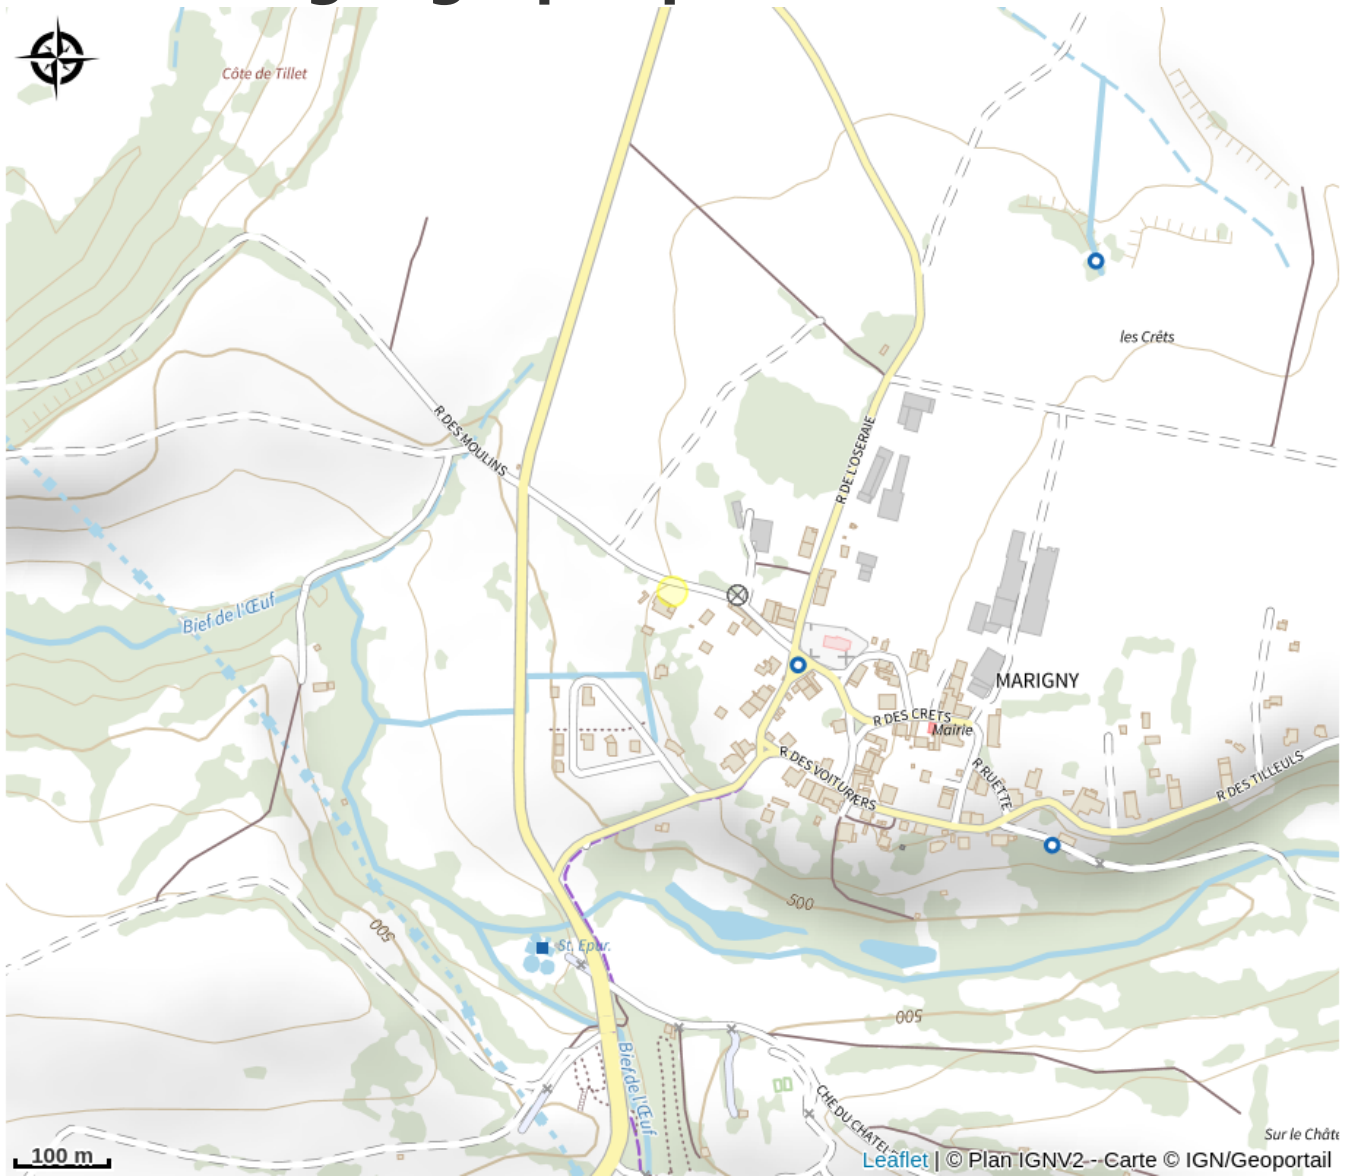 Côte de Tillet
les Crêts
R DES MOULINS
R DE L'OSERAIE
Bief de l'Œuf
MARIGNY
R DES CRETS
Mairie
R DES VOITURIERS
R RUETTE
R DES TILLEULS
500
500
St. Epur.
500
Bief de l'Œuf
CHE DU CHATEL
Sur le Châte
100 m
Leaflet | © Plan IGNV2 - Carte © IGN/Geoportail